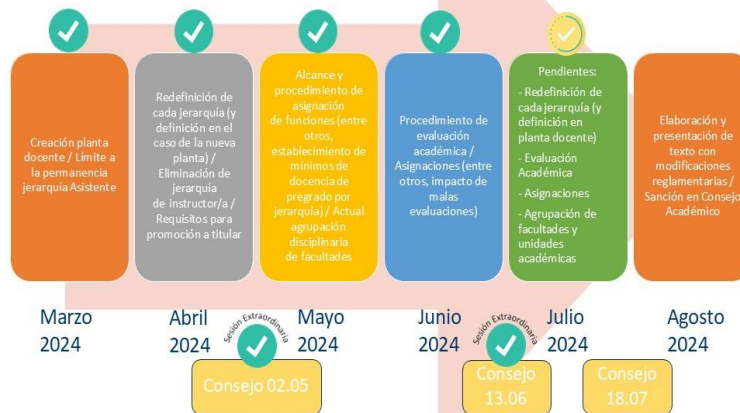 Creación planta
docente / Límite a
la permanencia
jerarquía Asistente
Redefinición de
cada jerarquía (y
definición en el
caso de la nueva
planta) /
Eliminación de
jerarquía
de instructor/a /
Requisitos para
promoción a titular
Alcance y
procedimiento de
asignación
de funciones (entre
otros,
establecimiento de
mínimos de
docencia de
pregrado por
jerarquía) / Actual
agrupación
disciplinaria
de facultades
Procedimiento de
evaluación
académica /
Asignaciones (entre
otros, impacto de
malas
evaluaciones)
Pendientes:
- Redefinición de
cada jerarquía (y
definición en
planta docente)
- Evaluación
Académica
- Asignaciones
- Agrupación de
facultades y
unidades
académicas
Elaboración y
presentación de
texto con
modificaciones
reglamentarias /
Sanción en Consejo
Académico
Marzo
2024
Abril
2024
Sesión Extraordinaria
Mayo
2024
Junio
2024
Sesión Extraordinaria
Julio
2024
Agosto
2024
Consejo 02.05
Consejo
13.06
Consejo
18.07